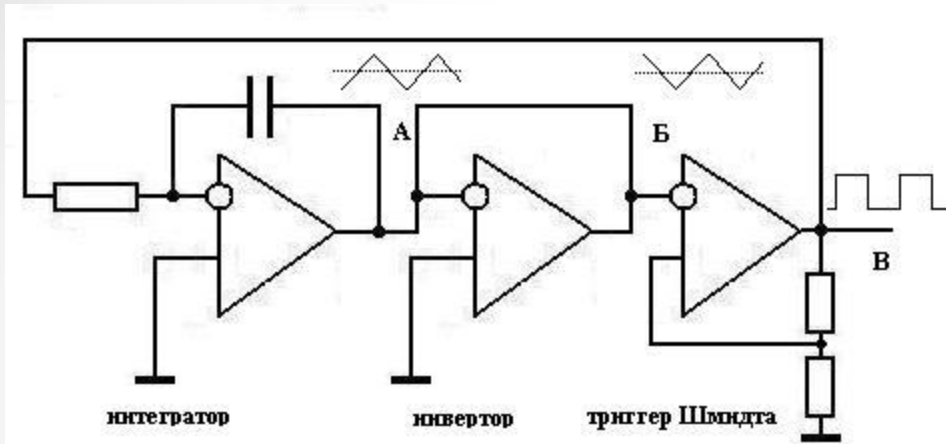 А
Б
В
интегратор
инвертор
триггер Шмидта